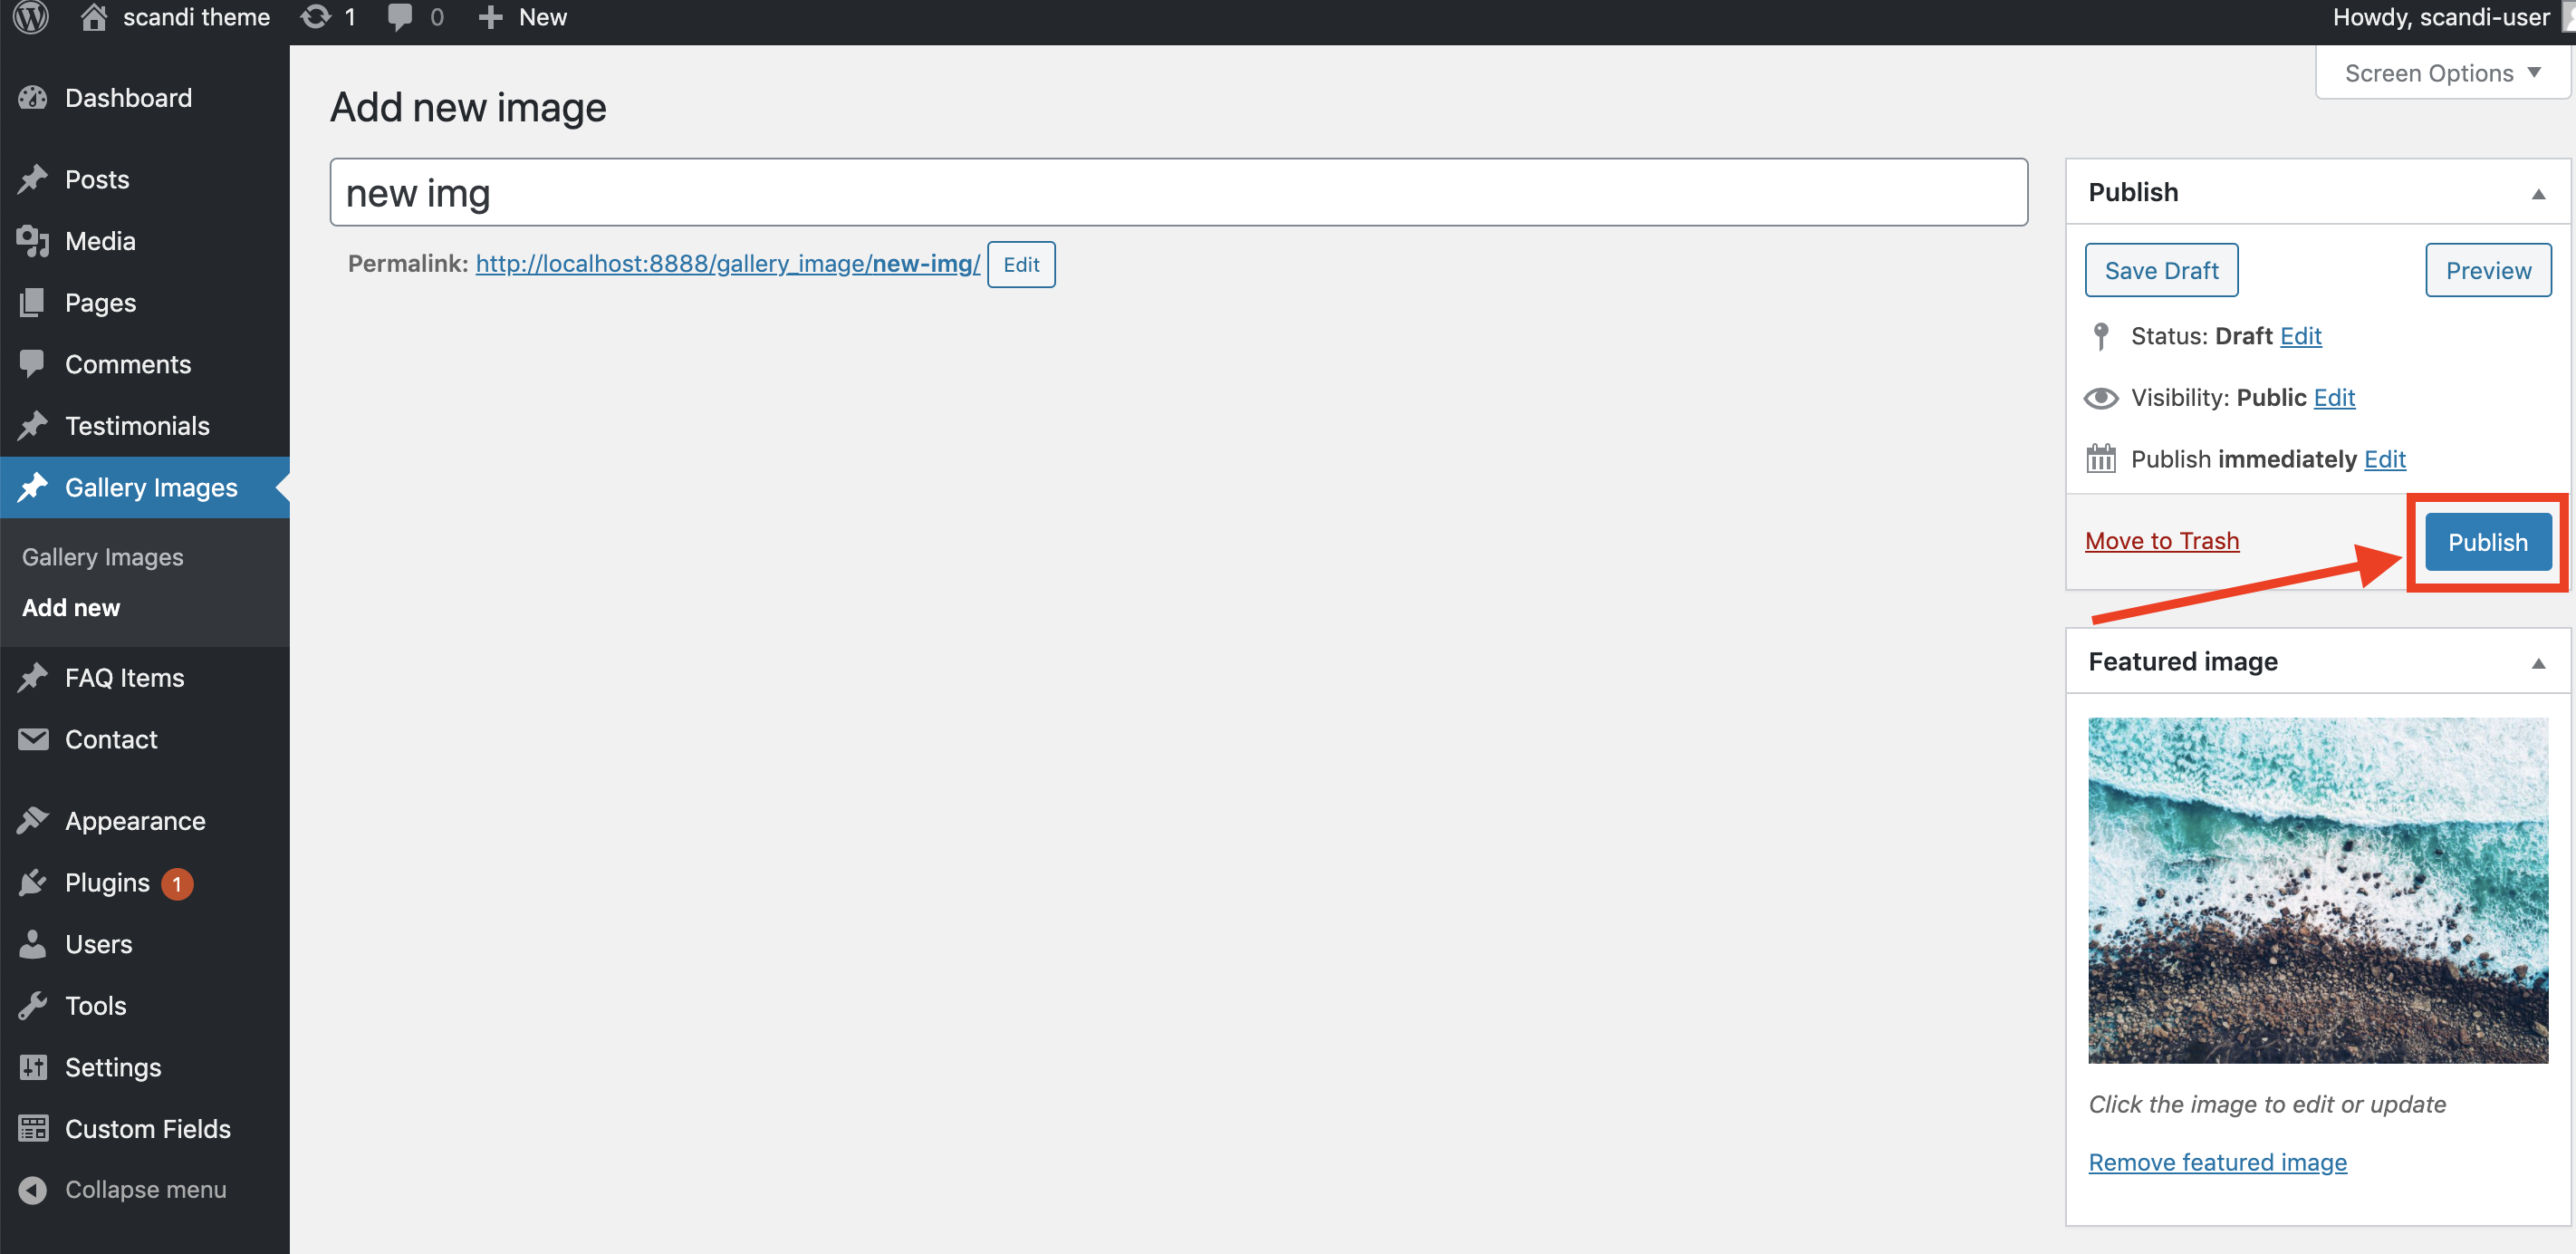 scandi theme 1 0 New Howdy, scandi-user
Screen Options
Dashboard
Posts
Media
Pages
Comments
Testimonials
Gallery Images
Gallery Images
Add new
FAQ Items
Contact
Appearance
Plugins 1
Users
Tools
Settings
Custom Fields
Collapse menu
Add new image
new img
Permalink: http://localhost:8888/gallery_image/new-img/ Edit
Publish
Save Draft Preview
Status: Draft Edit
Visibility: Public Edit
Publish immediately Edit
Move to Trash Publish
Featured image
Click the image to edit or update
Remove featured image